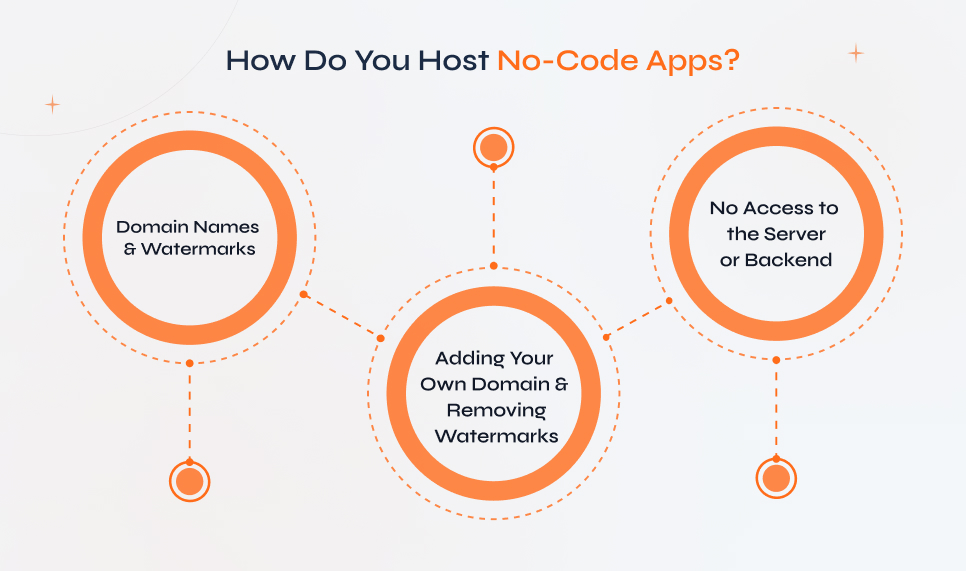 How Do You Host No-Code Apps?
Domain Names
& Watermarks
Adding Your
Own Domain &
Removing
Watermarks
No Access to
the Server
or Backend